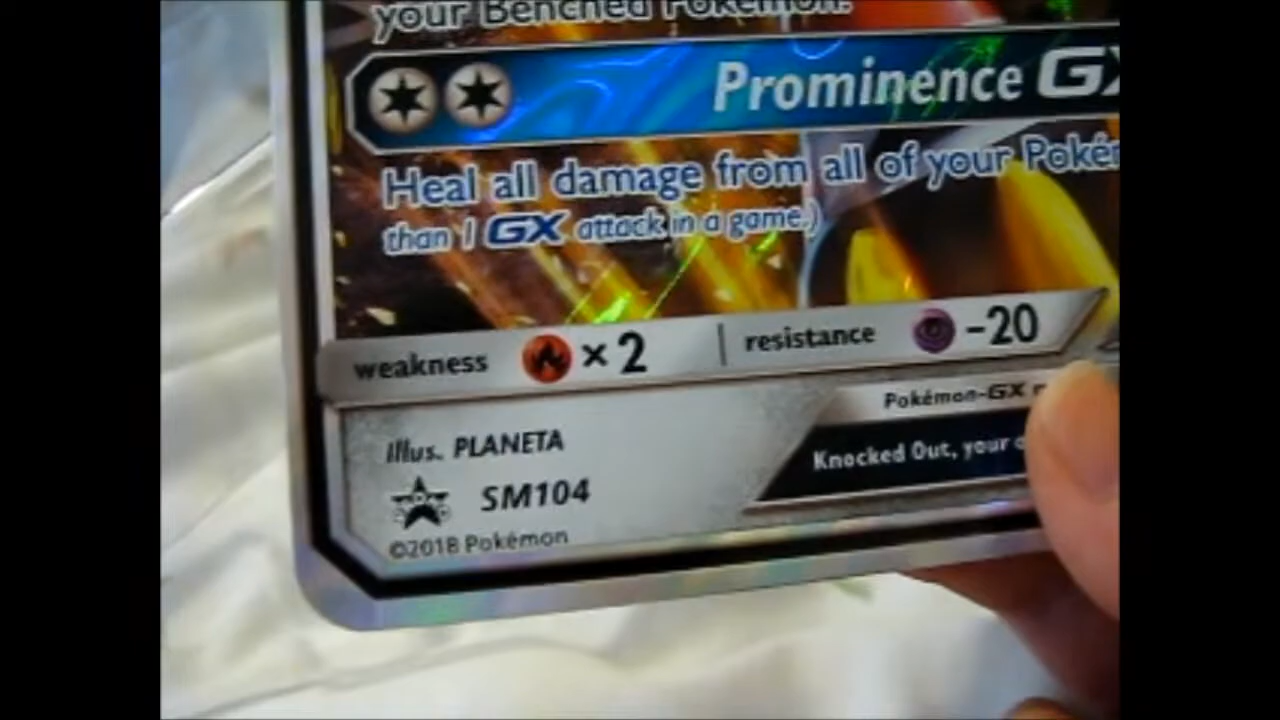 your Benched Pokémon.
Prominence GX
Heal all damage from all of your Pokém
than 1 GX attack in a game.)
weakness ×2 resistance -20
Pokémon-GX r
Illus. PLANETA
Knocked Out, your o
SM104
©2018 Pokémon